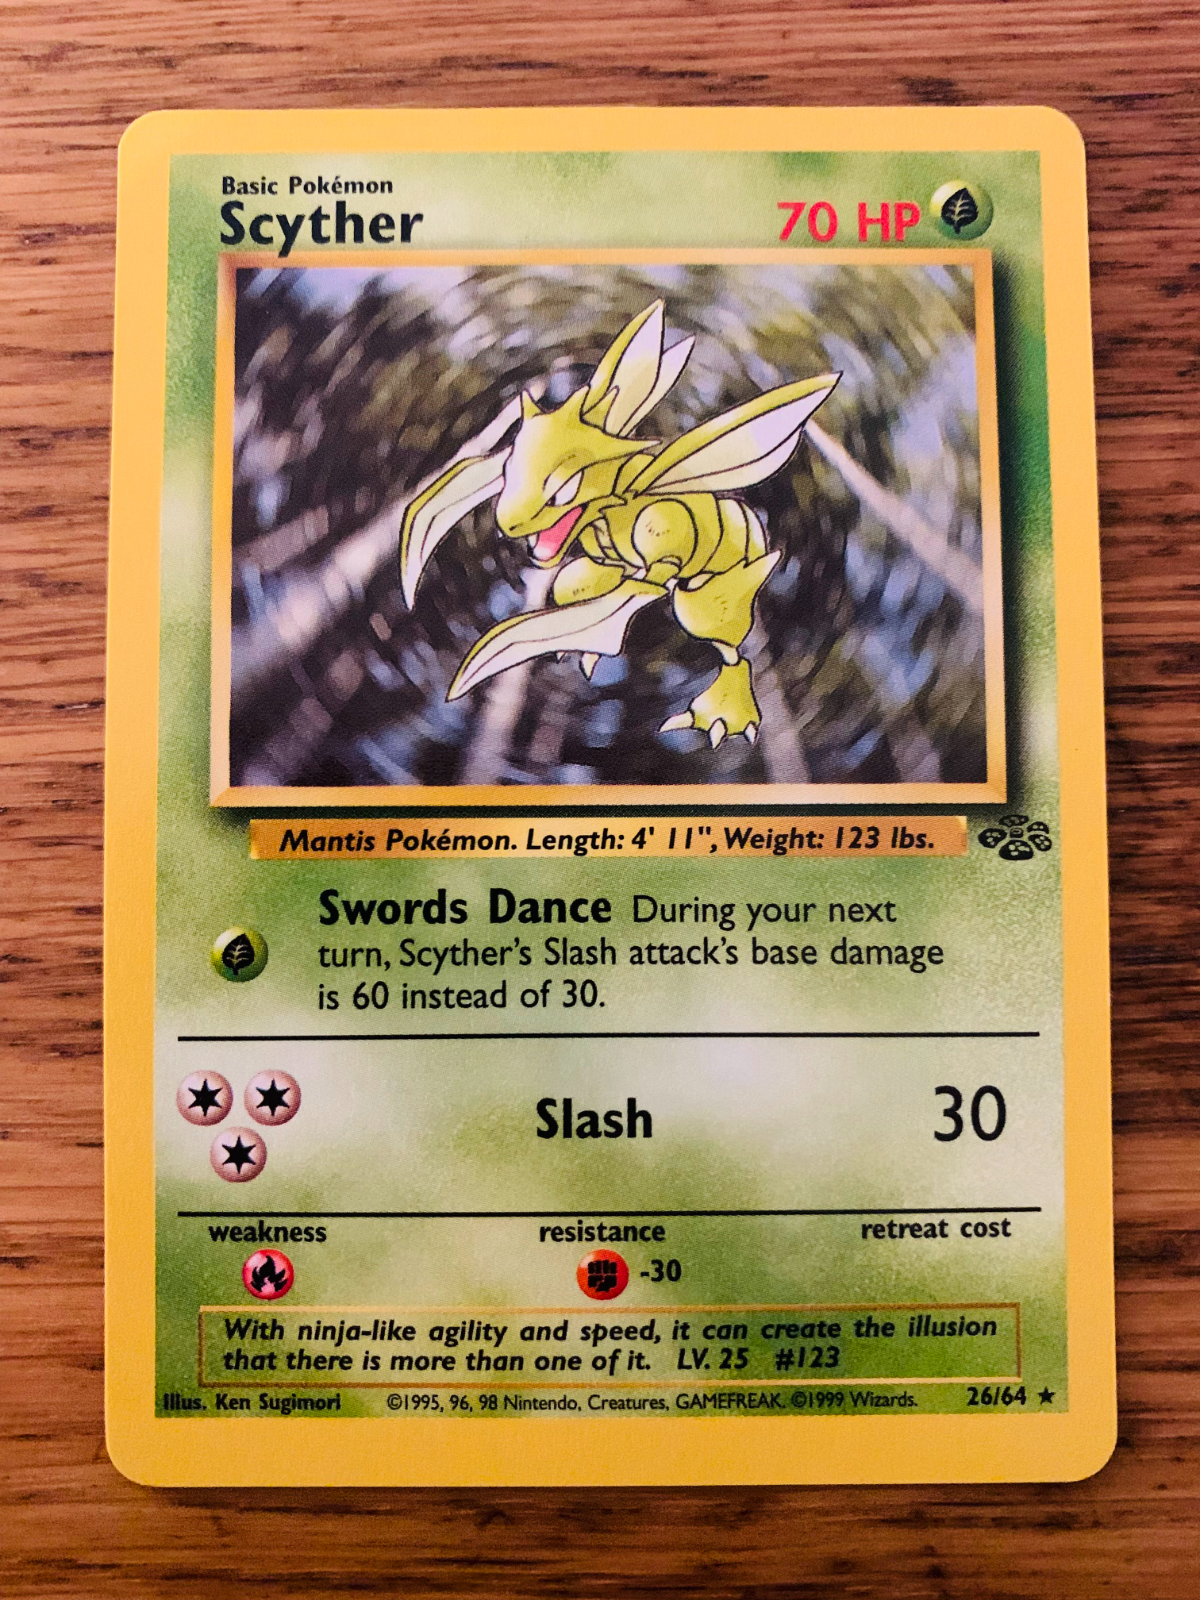 Basic Pokémon
Scyther
70 HP
Mantis Pokémon. Length: 4' 11", Weight: 123 lbs.
Swords Dance During your next
turn, Scyther's Slash attack's base damage
is 60 instead of 30.
Slash 30
weakness resistance retreat cost
-30
With ninja-like agility and speed, it can create the illusion
that there is more than one of it. LV. 25 #123
Illus. Ken Sugimori ©1995, 96, 98 Nintendo, Creatures, GAMEFREAK. ©1999 Wizards. 26/64 ★